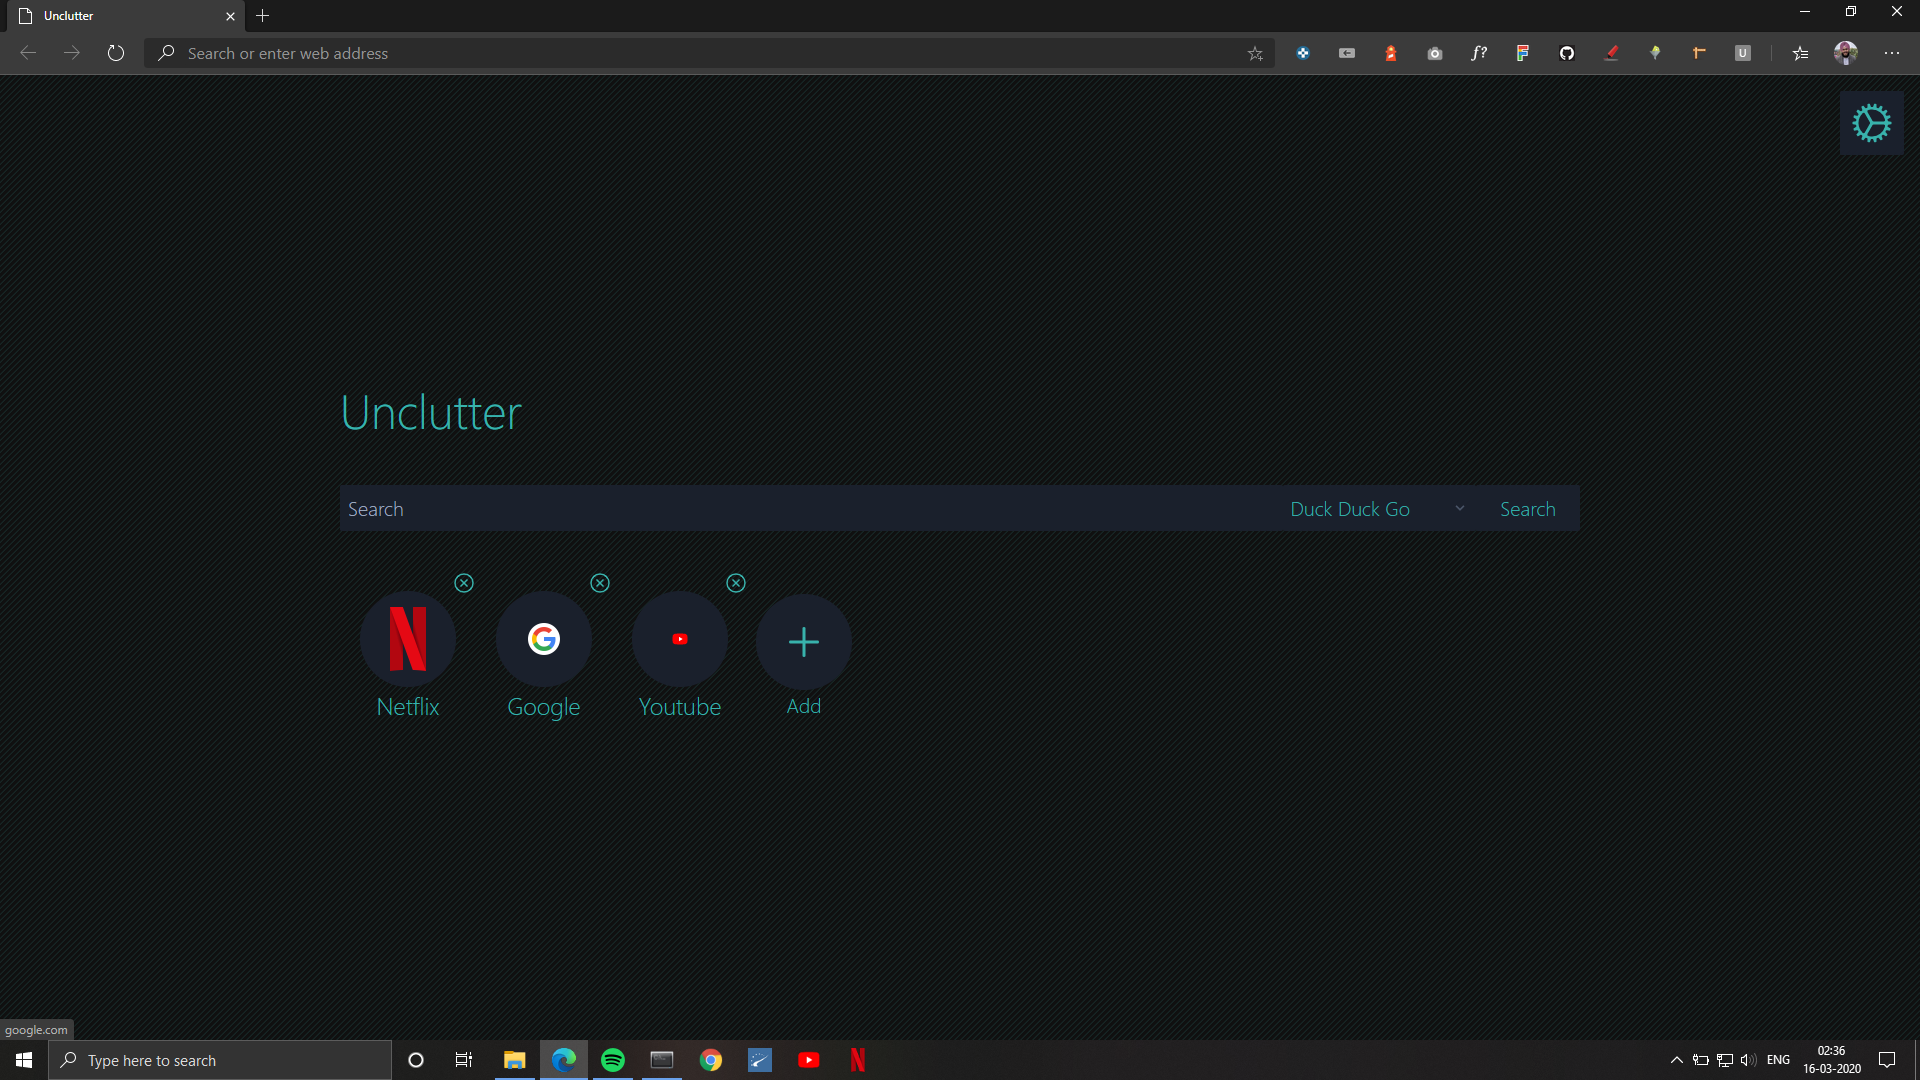 Unclutter
Search or enter web address
f?
U
Unclutter
Search
Duck Duck Go
Search
Netflix
Google
Youtube
Add
google.com
Type here to search
ENG
02:36
16-03-2020